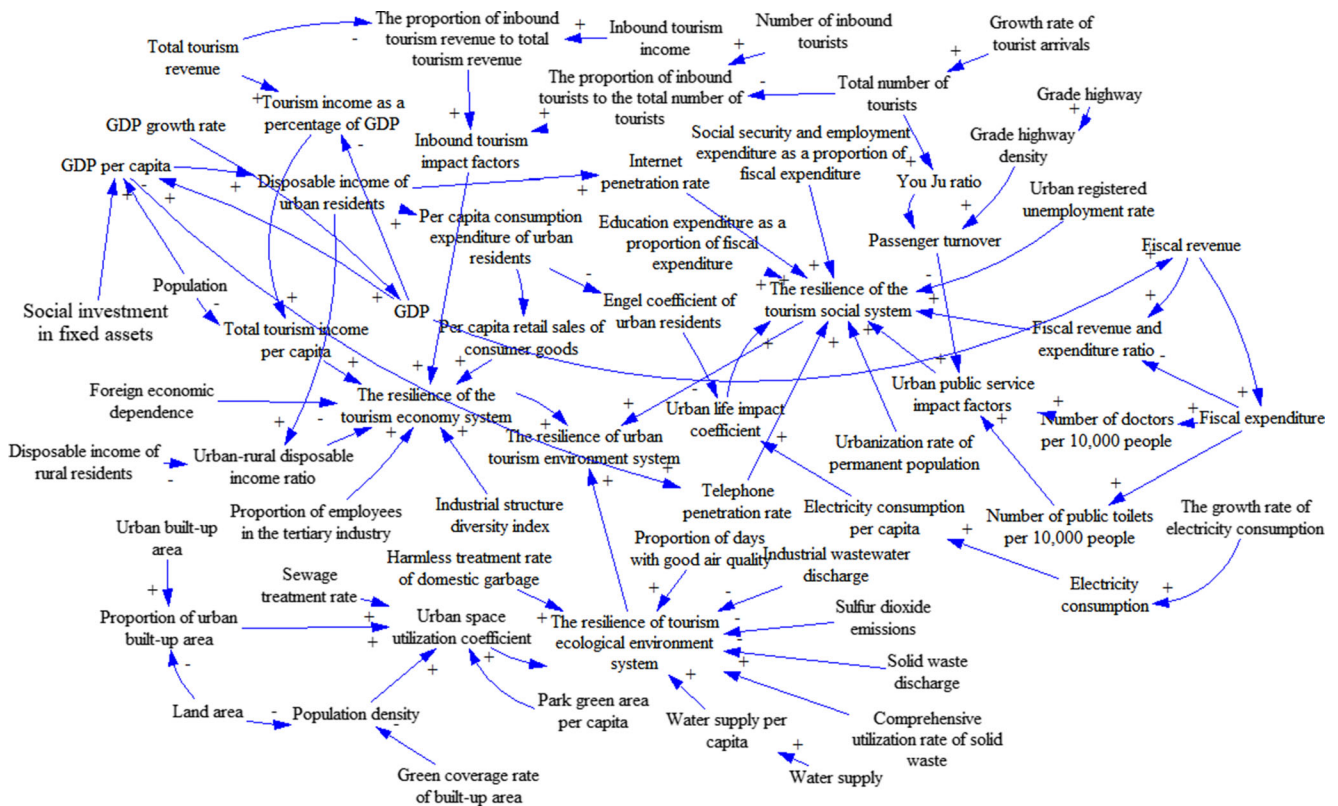 Total tourism
revenue
The proportion of inbound
tourism revenue to total
tourism revenue
Inbound tourism
income
Number of inbound
tourists
Growth rate of
tourist arrivals
The proportion of inbound
tourists to the total number of
tourists
Total number of
tourists
Grade highway
Tourism income as a
percentage of GDP
GDP growth rate
Inbound tourism
impact factors
Social security and employment
expenditure as a proportion of
fiscal expenditure
Grade highway
density
GDP per capita
Disposable income of
urban residents
Internet
penetration rate
You Ju ratio
Urban registered
unemployment rate
Per capita consumption
expenditure of urban
residents
Education expenditure as a
proportion of fiscal
expenditure
Passenger turnover
Fiscal revenue
Population
Social investment
in fixed assets
GDP
The resilience of the
tourism social system
Engel coefficient of
urban residents
Total tourism income
per capita
Per capita retail sales of
consumer goods
Fiscal revenue and
expenditure ratio
Foreign economic
dependence
The resilience of the
tourism economy system
Urban public service
impact factors
Urban life impact
coefficient
Number of doctors
per 10,000 people
Fiscal expenditure
The resilience of urban
tourism environment system
Disposable income of
rural residents
Urban-rural disposable
income ratio
Urbanization rate of
permanent population
Telephone
penetration rate
Proportion of employees
in the tertiary industry
Industrial structure
diversity index
Electricity consumption
per capita
Number of public toilets
per 10,000 people
The growth rate of
electricity consumption
Urban built-up
area
Harmless treatment rate
of domestic garbage
Proportion of days
with good air quality
Industrial wastewater
discharge
Electricity
consumption
Sewage
treatment rate
Proportion of urban
built-up area
Urban space
utilization coefficient
The resilience of tourism
ecological environment
system
Sulfur dioxide
emissions
Solid waste
discharge
Land area
Population density
Park green area
per capita
Water supply per
capita
Comprehensive
utilization rate of solid
waste
Green coverage rate
of built-up area
Water supply